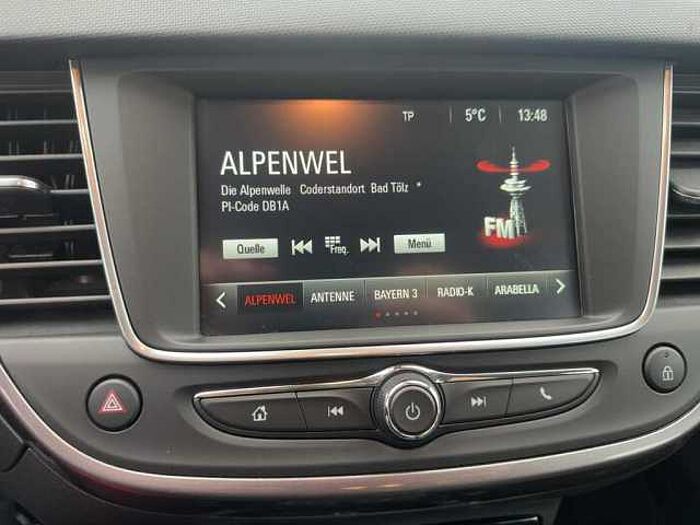 TP 5°C 13:48
ALPENWEL
Die Alpenwelle Coderstandort Bad Tölz *
PI-Code DB1A
FM
Quelle Freq. Menü
ALPENWEL ANTENNE BAYERN 3 RADIO-K ARABELLA